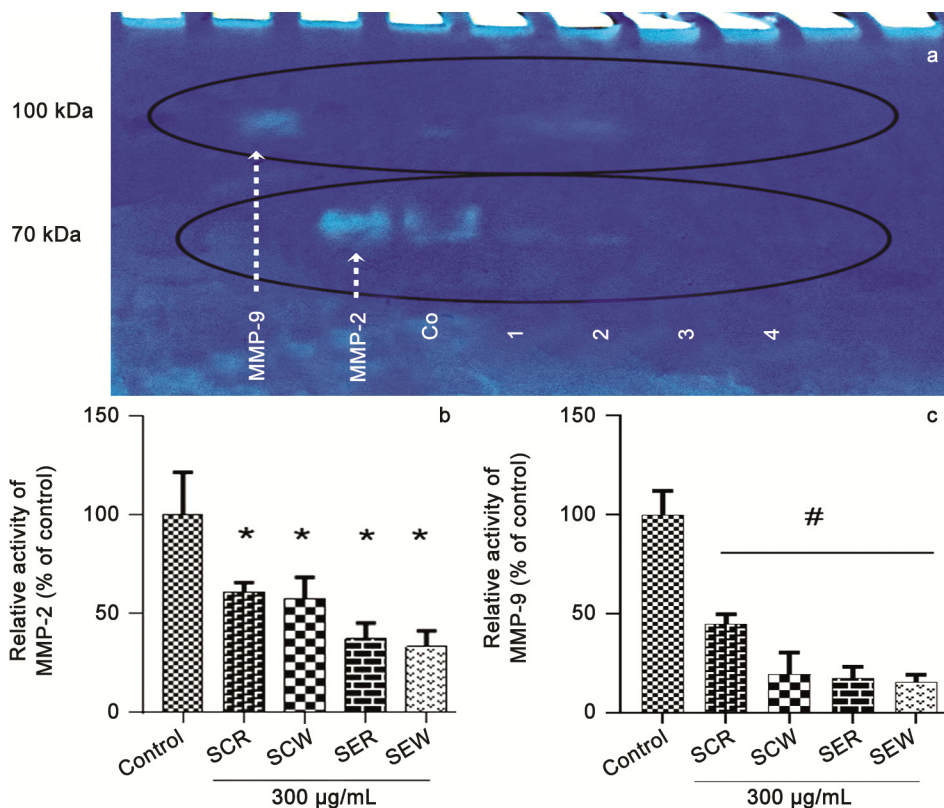 a
100 kDa
70 kDa
MMP-9
MMP-2
Co
1
2
3
4
b
Relative activity of
MMP-2 (% of control)
150
100
50
0
*
*
*
*
Control
SCR
SCW
SER
SEW
300 µg/mL
c
Relative activity of
MMP-9 (% of control)
150
100
50
0
#
Control
SCR
SCW
SER
SEW
300 µg/mL